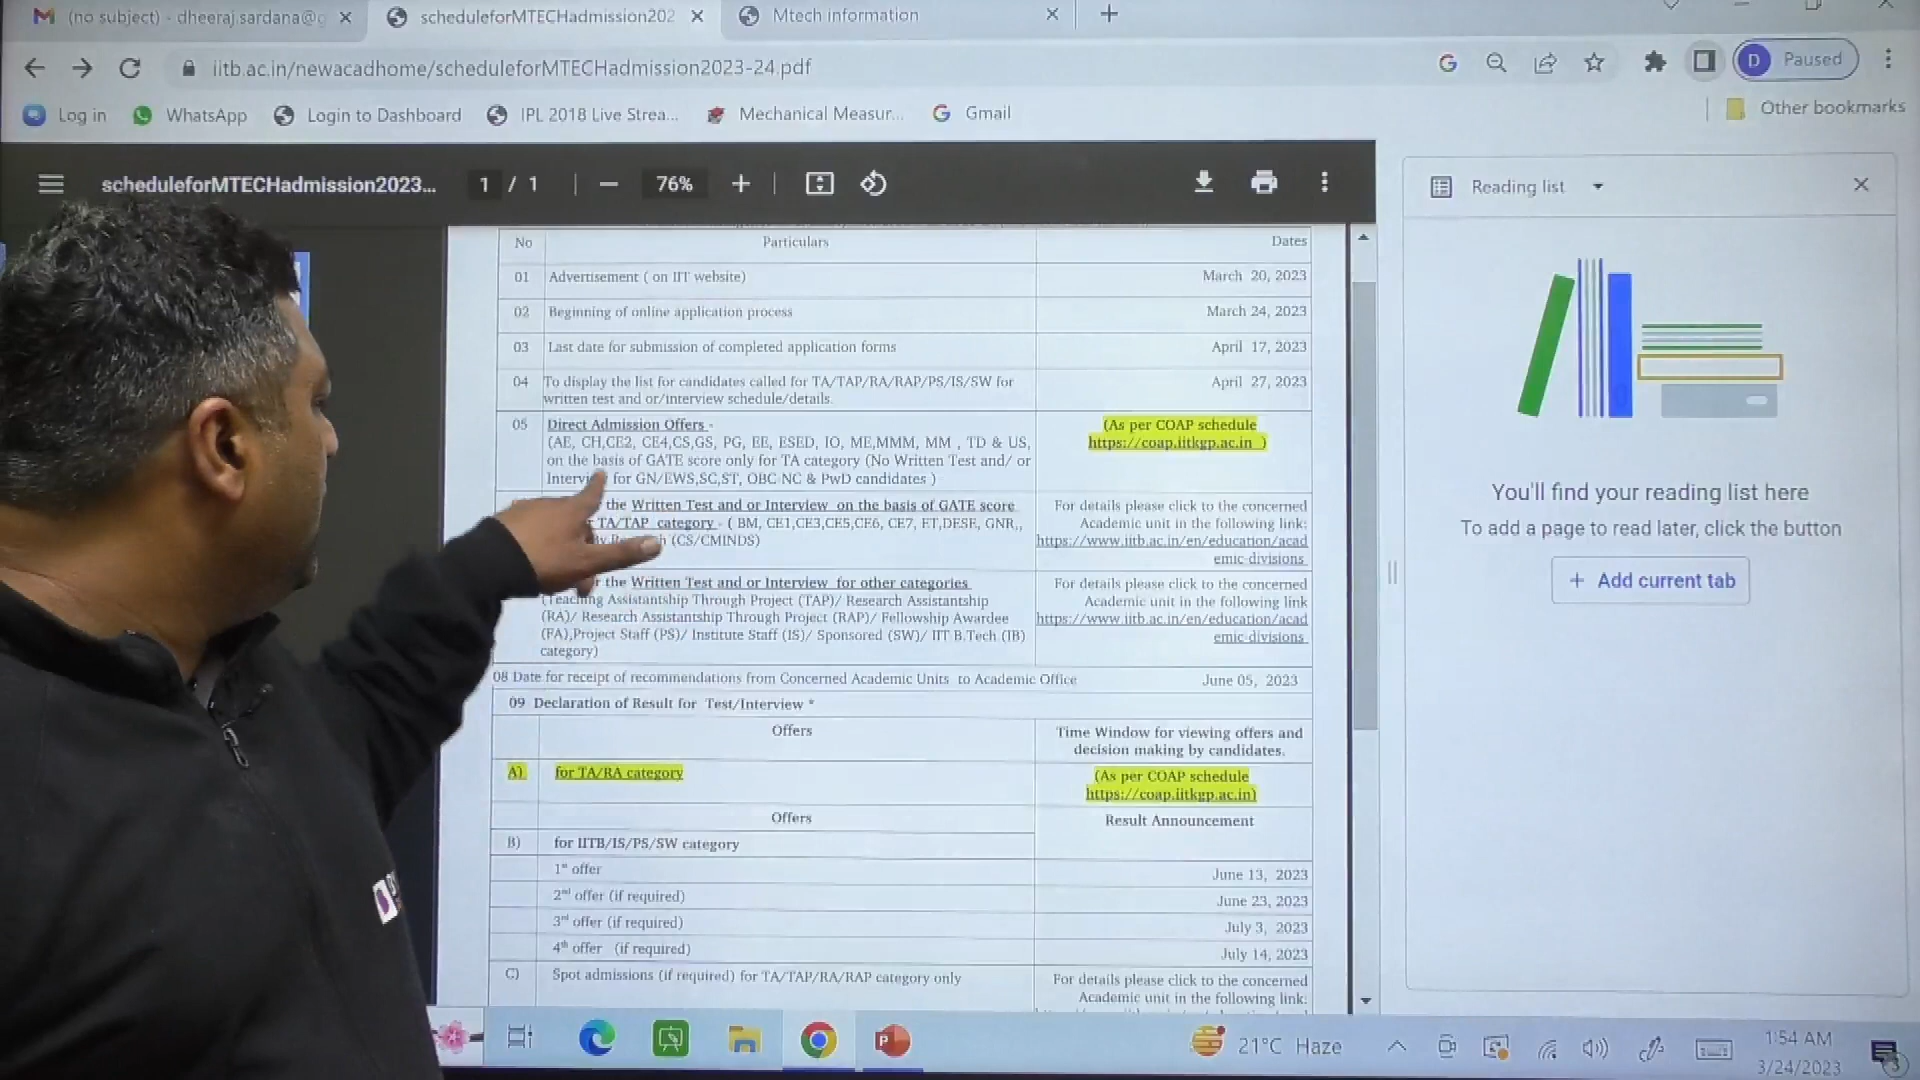 (no subject) - dheeraj.sardana@g
scheduleforMTECHadmission202
Mtech information
iitb.ac.in/newacadhome/scheduleforMTECHadmission2023-24.pdf
D Paused
Log in
WhatsApp
Login to Dashboard
IPL 2018 Live Strea...
Mechanical Measur...
Gmail
Other bookmarks
scheduleforMTECHadmission2023...
1 / 1
76%
Reading list
No Particulars Dates
01 Advertisement ( on IIT website) March 20, 2023
02 Beginning of online application process March 24, 2023
03 Last date for submission of completed application forms April 17, 2023
04 To display the list for candidates called for TA/TAP/RA/RAP/PS/IS/SW for April 27, 2023
written test and or/interview schedule/details.
05 Direct Admission Offers - (As per COAP schedule
(AE, CH,CE2, CE4,CS,GS, PG, EE, ESED, IO, ME,MMM, MM , TD & US, https://coap.iitkgp.ac.in )
on the basis of GATE score only for TA category (No Written Test and/ or
for GN/EWS,SC,ST, OBC NC & PwD candidates )
the Written Test and or Interview on the basis of GATE score For details please click to the concerned
TA/TAP category - ( BM, CE1,CE3,CE5,CE6, CE7, ET,DESE, GNR,, Academic unit in the following link:
(CS/CMINDS) https://www.iitb.ac.in/en/education/acad
emic-divisions
the Written Test and or Interview for other categories For details please click to the concerned
(Teaching Assistantship Through Project (TAP)/ Research Assistantship Academic unit in the following link
(RA)/ Research Assistantship Through Project (RAP)/ Fellowship Awardee https://www.iitb.ac.in/en/education/acad
(FA),Project Staff (PS)/ Institute Staff (IS)/ Sponsored (SW)/ IIT B.Tech (IB) emic-divisions
category)
08 Date for receipt of recommendations from Concerned Academic Units to Academic Office June 05, 2023
09 Declaration of Result for Test/Interview *
Offers Time Window for viewing offers and
decision making by candidates.
A) for TA/RA category (As per COAP schedule
https://coap.iitkgp.ac.in)
Offers Result Announcement
B) for IITB/IS/PS/SW category
1st offer June 13, 2023
2nd offer (if required) June 23, 2023
3rd offer (if required) July 3, 2023
4th offer (if required) July 14, 2023
C) Spot admissions (if required) for TA/TAP/RA/RAP category only For details please click to the concerned
Academic unit in the following link:
You'll find your reading list here
To add a page to read later, click the button
+ Add current tab
21°C Haze
1:54 AM
3/24/2023
3